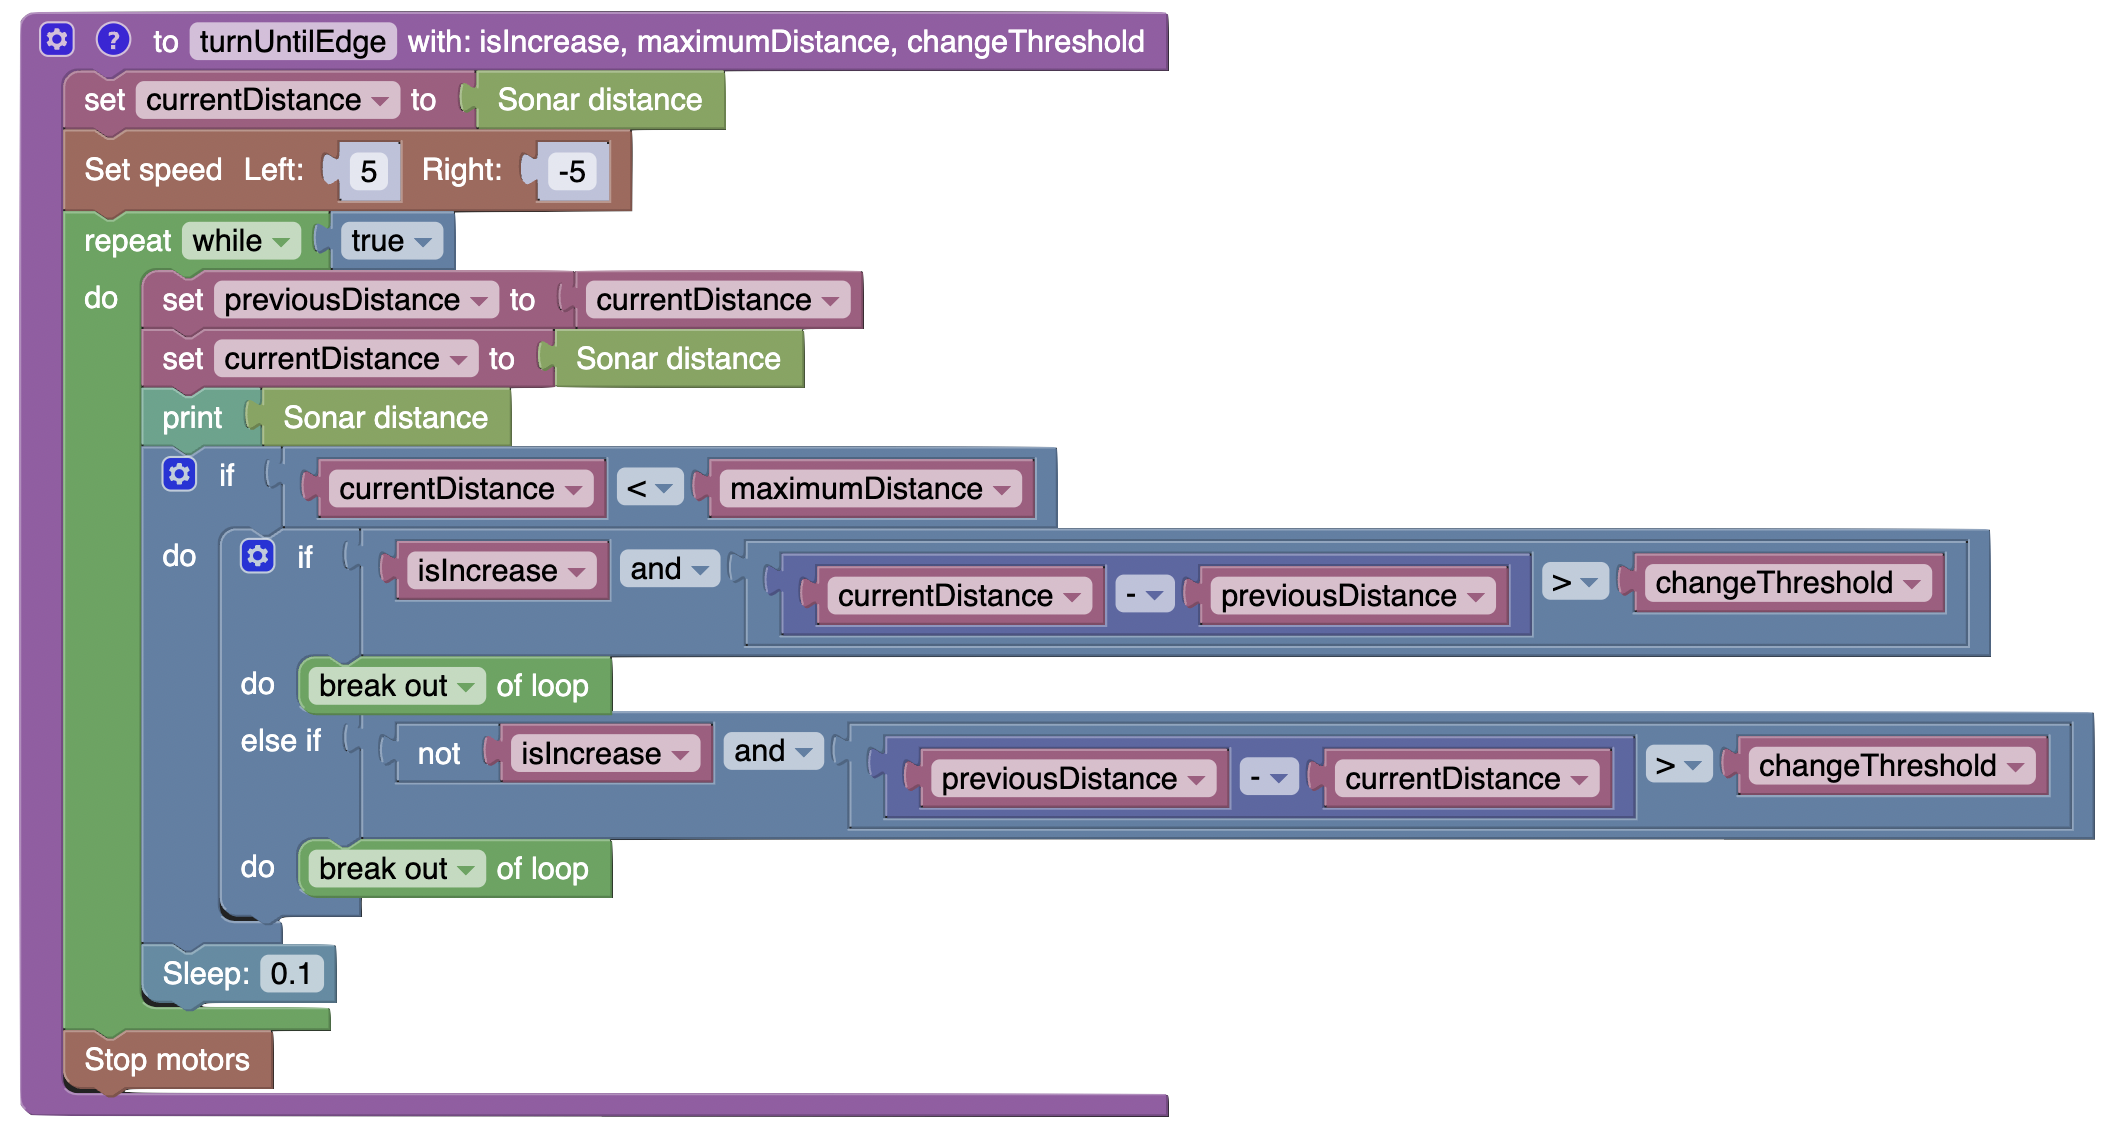 ? to turnUntilEdge with: isIncrease, maximumDistance, changeThreshold
set currentDistance to Sonar distance
Set speed Left: 5 Right: -5
repeat while true
do set previousDistance to currentDistance
set currentDistance to Sonar distance
print Sonar distance
if currentDistance < maximumDistance
do if isIncrease and currentDistance - previousDistance > changeThreshold
do break out of loop
else if not isIncrease and previousDistance - currentDistance > changeThreshold
do break out of loop
Sleep: 0.1
Stop motors